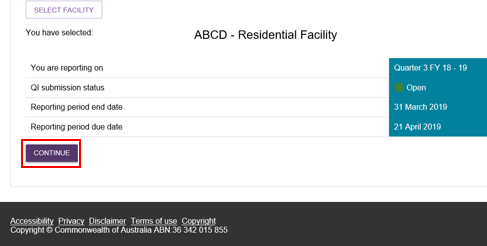 SELECT FACILITY
You have selected:
ABCD - Residential Facility
You are reporting on
Quarter 3 FY 18 - 19
QI submission status
Open
Reporting period end date
31 March 2019
Reporting period due date
21 April 2019
CONTINUE
Accessibility Privacy Disclaimer Terms of use Copyright
Copyright © Commonwealth of Australia ABN:36 342 015 855